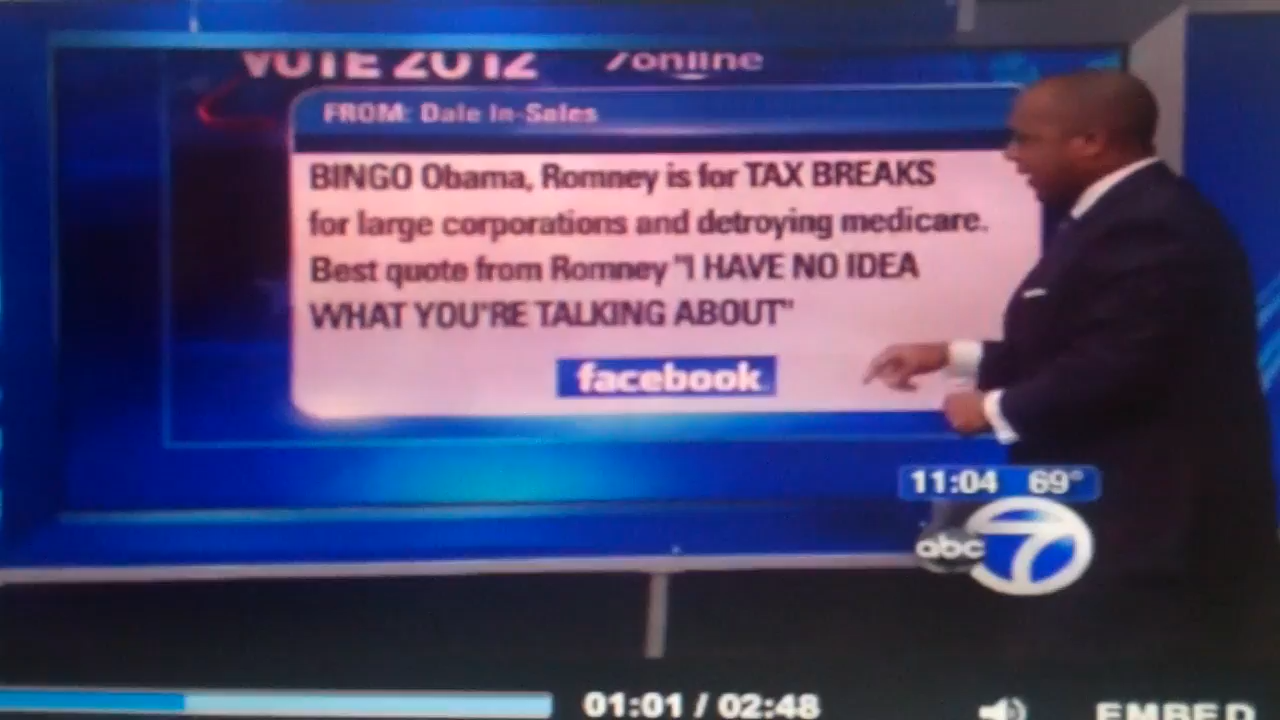 VOTE 2012 7online
FROM: Dale In-Sales
BINGO Obama, Romney is for TAX BREAKS
for large corporations and detroying medicare.
Best quote from Romney "I HAVE NO IDEA
WHAT YOU'RE TALKING ABOUT"
facebook
11:04 69°
abc 7
01:01 / 02:48 EMBED